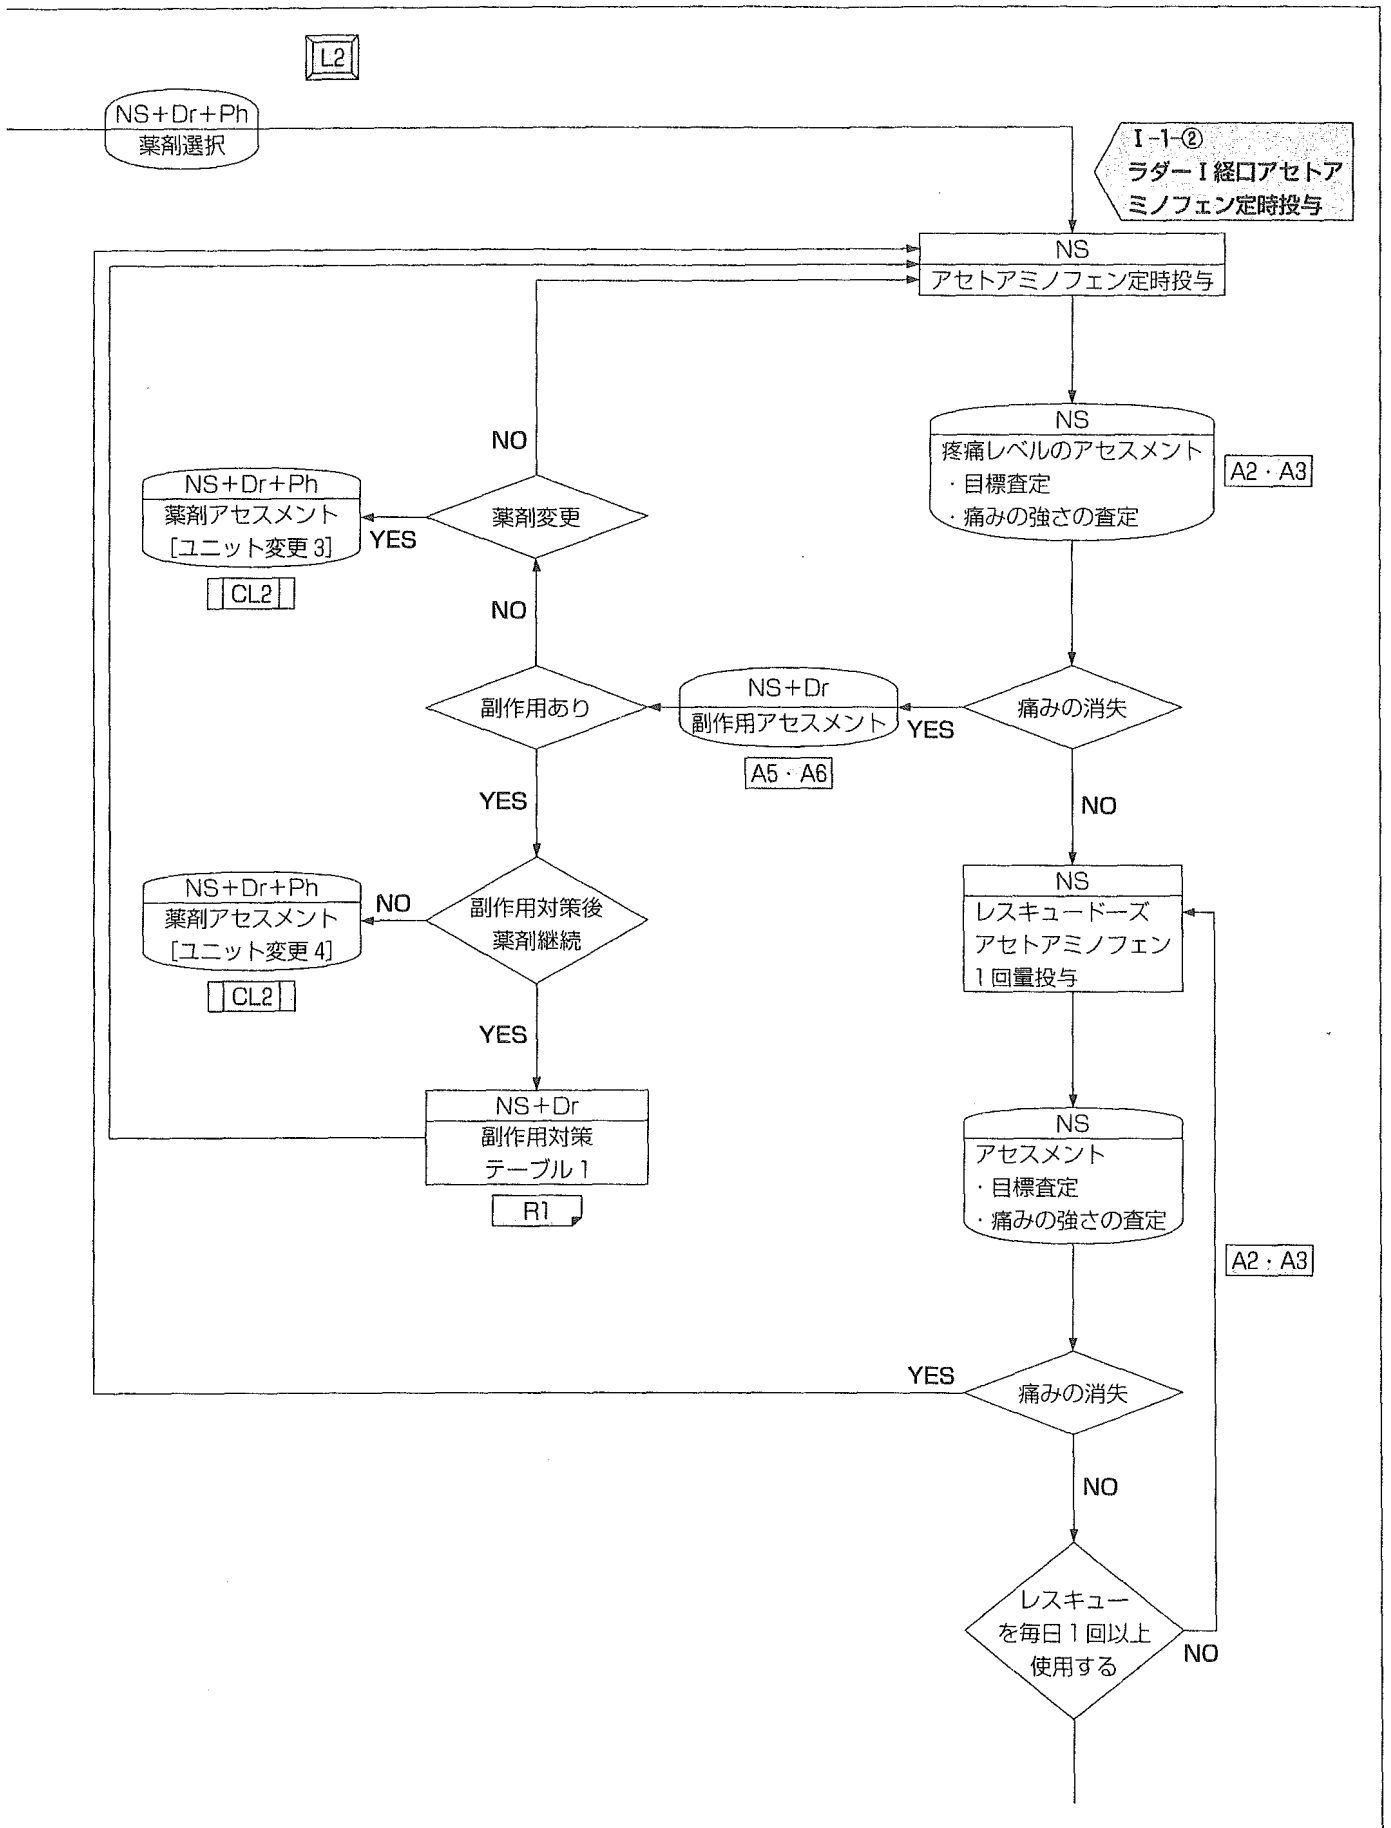 L2
NS+Dr+Ph
薬剤選択
I-1-②
ラダーI経口アセトア
ミノフェン定時投与
NS
アセトアミノフェン定時投与
NS
疼痛レベルのアセスメント
・目標査定
・痛みの強さの査定
A2・A3
NO
NS+Dr+Ph
薬剤アセスメント
[ユニット変更3]
CL2
YES
薬剤変更
NO
副作用あり
NS+Dr
副作用アセスメント
A5・A6
YES
痛みの消失
YES
NO
NS+Dr+Ph
薬剤アセスメント
[ユニット変更4]
CL2
NO
副作用対策後
薬剤継続
NS
レスキュードーズ
アセトアミノフェン
1回量投与
YES
NS+Dr
副作用対策
テーブル1
R1
NS
アセスメント
・目標査定
・痛みの強さの査定
A2・A3
YES
痛みの消失
NO
レスキュー
を毎日1回以上
使用する
NO